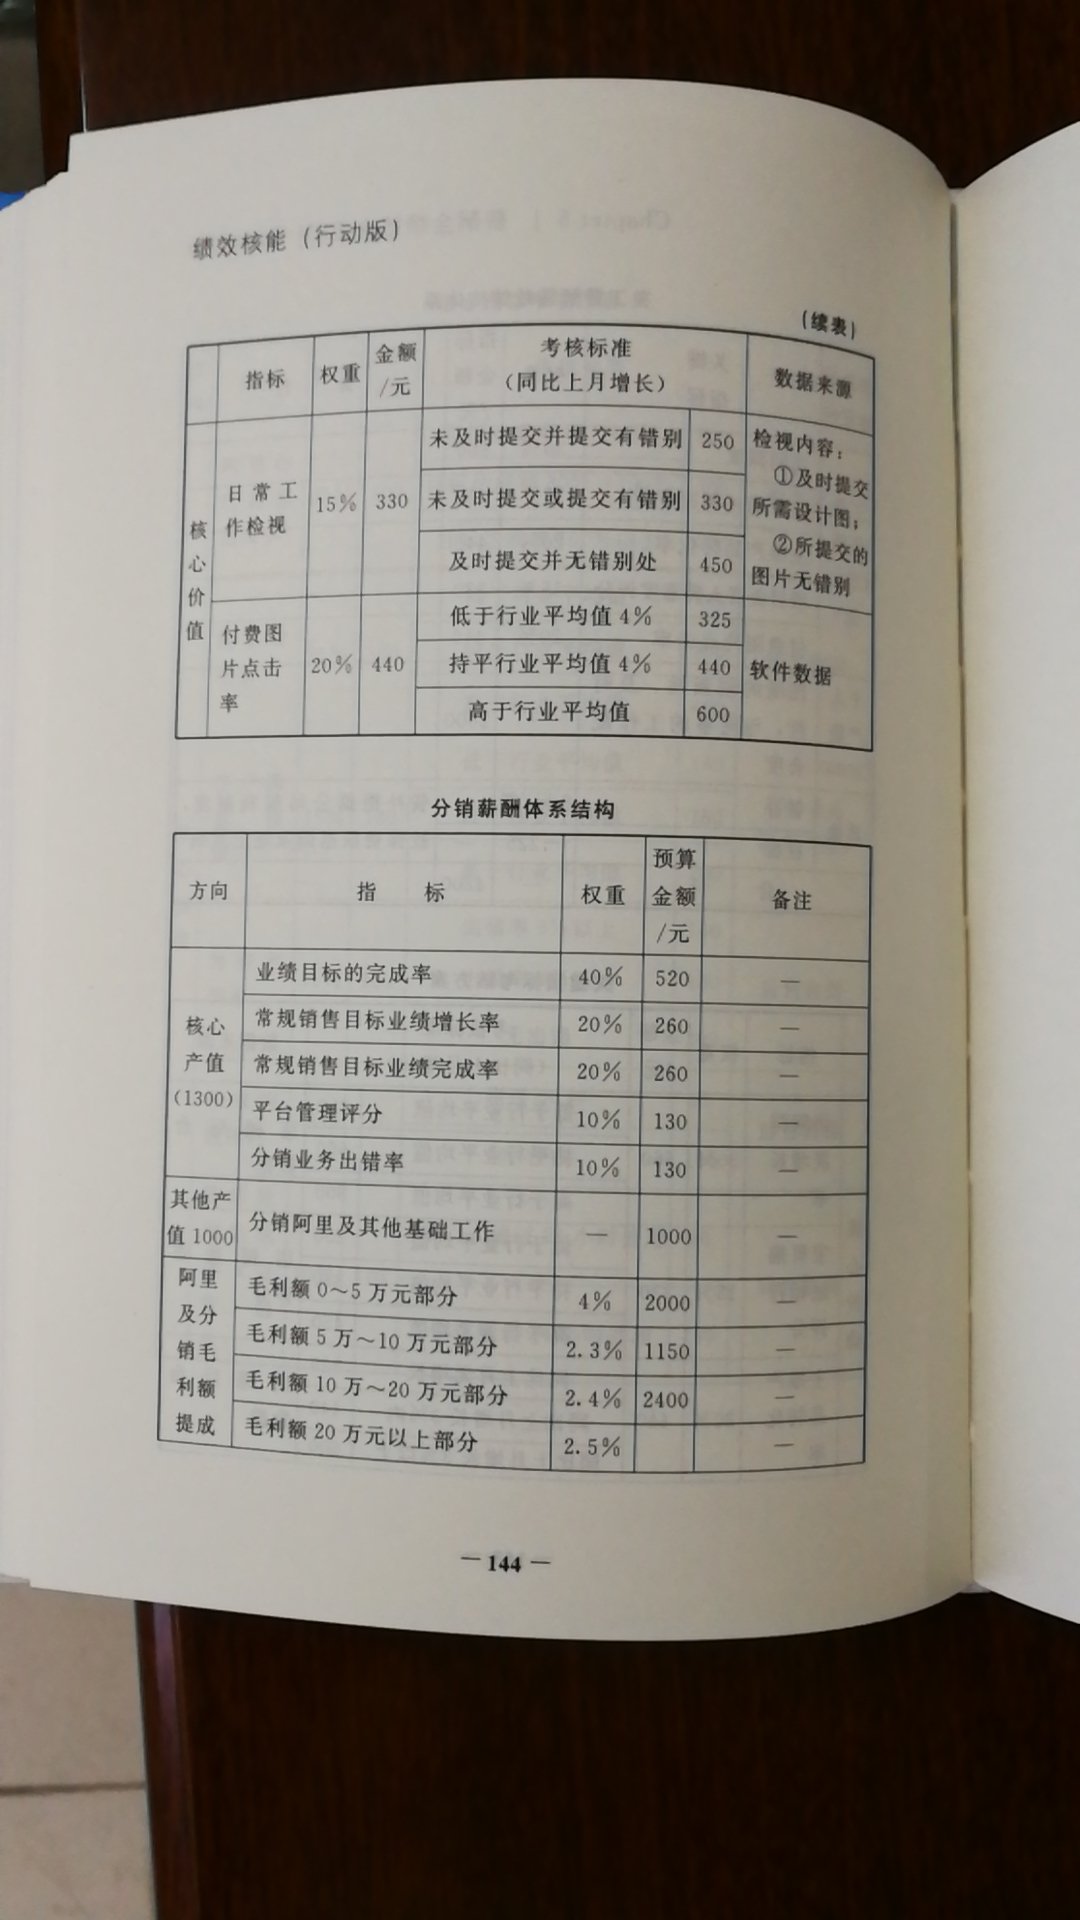 绩效核能（行动版）
（续表）
指标 权重 金额/元 考核标准（同比上月增长） 数据来源
核心价值
日常工作检视 15% 330
未及时提交并提交有错别 250
未及时提交或提交有错别 330
及时提交并无错别处 450
检视内容：
①及时提交
所需设计图；
②所提交的
图片无错别
付费图片点击率 20% 440
低于行业平均值4% 325
持平行业平均值4% 440
高于行业平均值 600
软件数据
分销薪酬体系结构
方向 指标 权重 预算金额/元 备注
核心产值（1300）
业绩目标的完成率 40% 520 —
常规销售目标业绩增长率 20% 260 —
常规销售目标业绩完成率 20% 260 —
平台管理评分 10% 130 —
分销业务出错率 10% 130 —
其他产值1000 分销阿里及其他基础工作 — 1000 —
阿里及分销毛利额提成
毛利额0～5万元部分 4% 2000 —
毛利额5万～10万元部分 2.3% 1150 —
毛利额10万～20万元部分 2.4% 2400 —
毛利额20万元以上部分 2.5% —
— 144 —